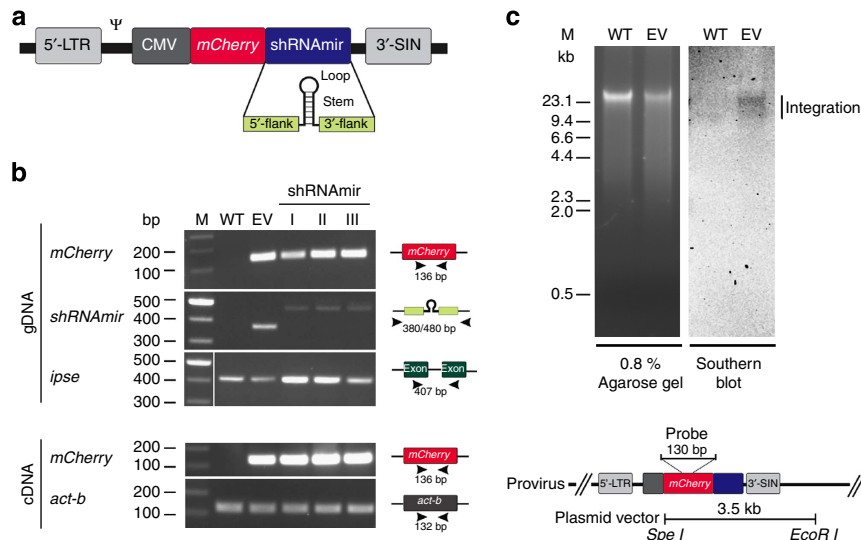 a
Ψ
5′-LTR CMV mCherry shRNAmir 3′-SIN
Loop
Stem
5′-flank 3′-flank
b
shRNAmir
bp M WT EV I II III
gDNA
mCherry 200 100 mCherry 136 bp
shRNAmir 500 400 300 Ω 380/480 bp
ipse 500 400 300 Exon Exon 407 bp
cDNA
mCherry 200 100 mCherry 136 bp
act-b 200 100 act-b 132 bp
c
M WT EV WT EV
kb
23.1
9.4
6.6
4.4
2.3
2.0
0.5
Integration
0.8 %
Agarose gel
Southern
blot
Probe
130 bp
Provirus 5′-LTR mCherry 3′-SIN
3.5 kb
Plasmid vector
Spe I EcoR I